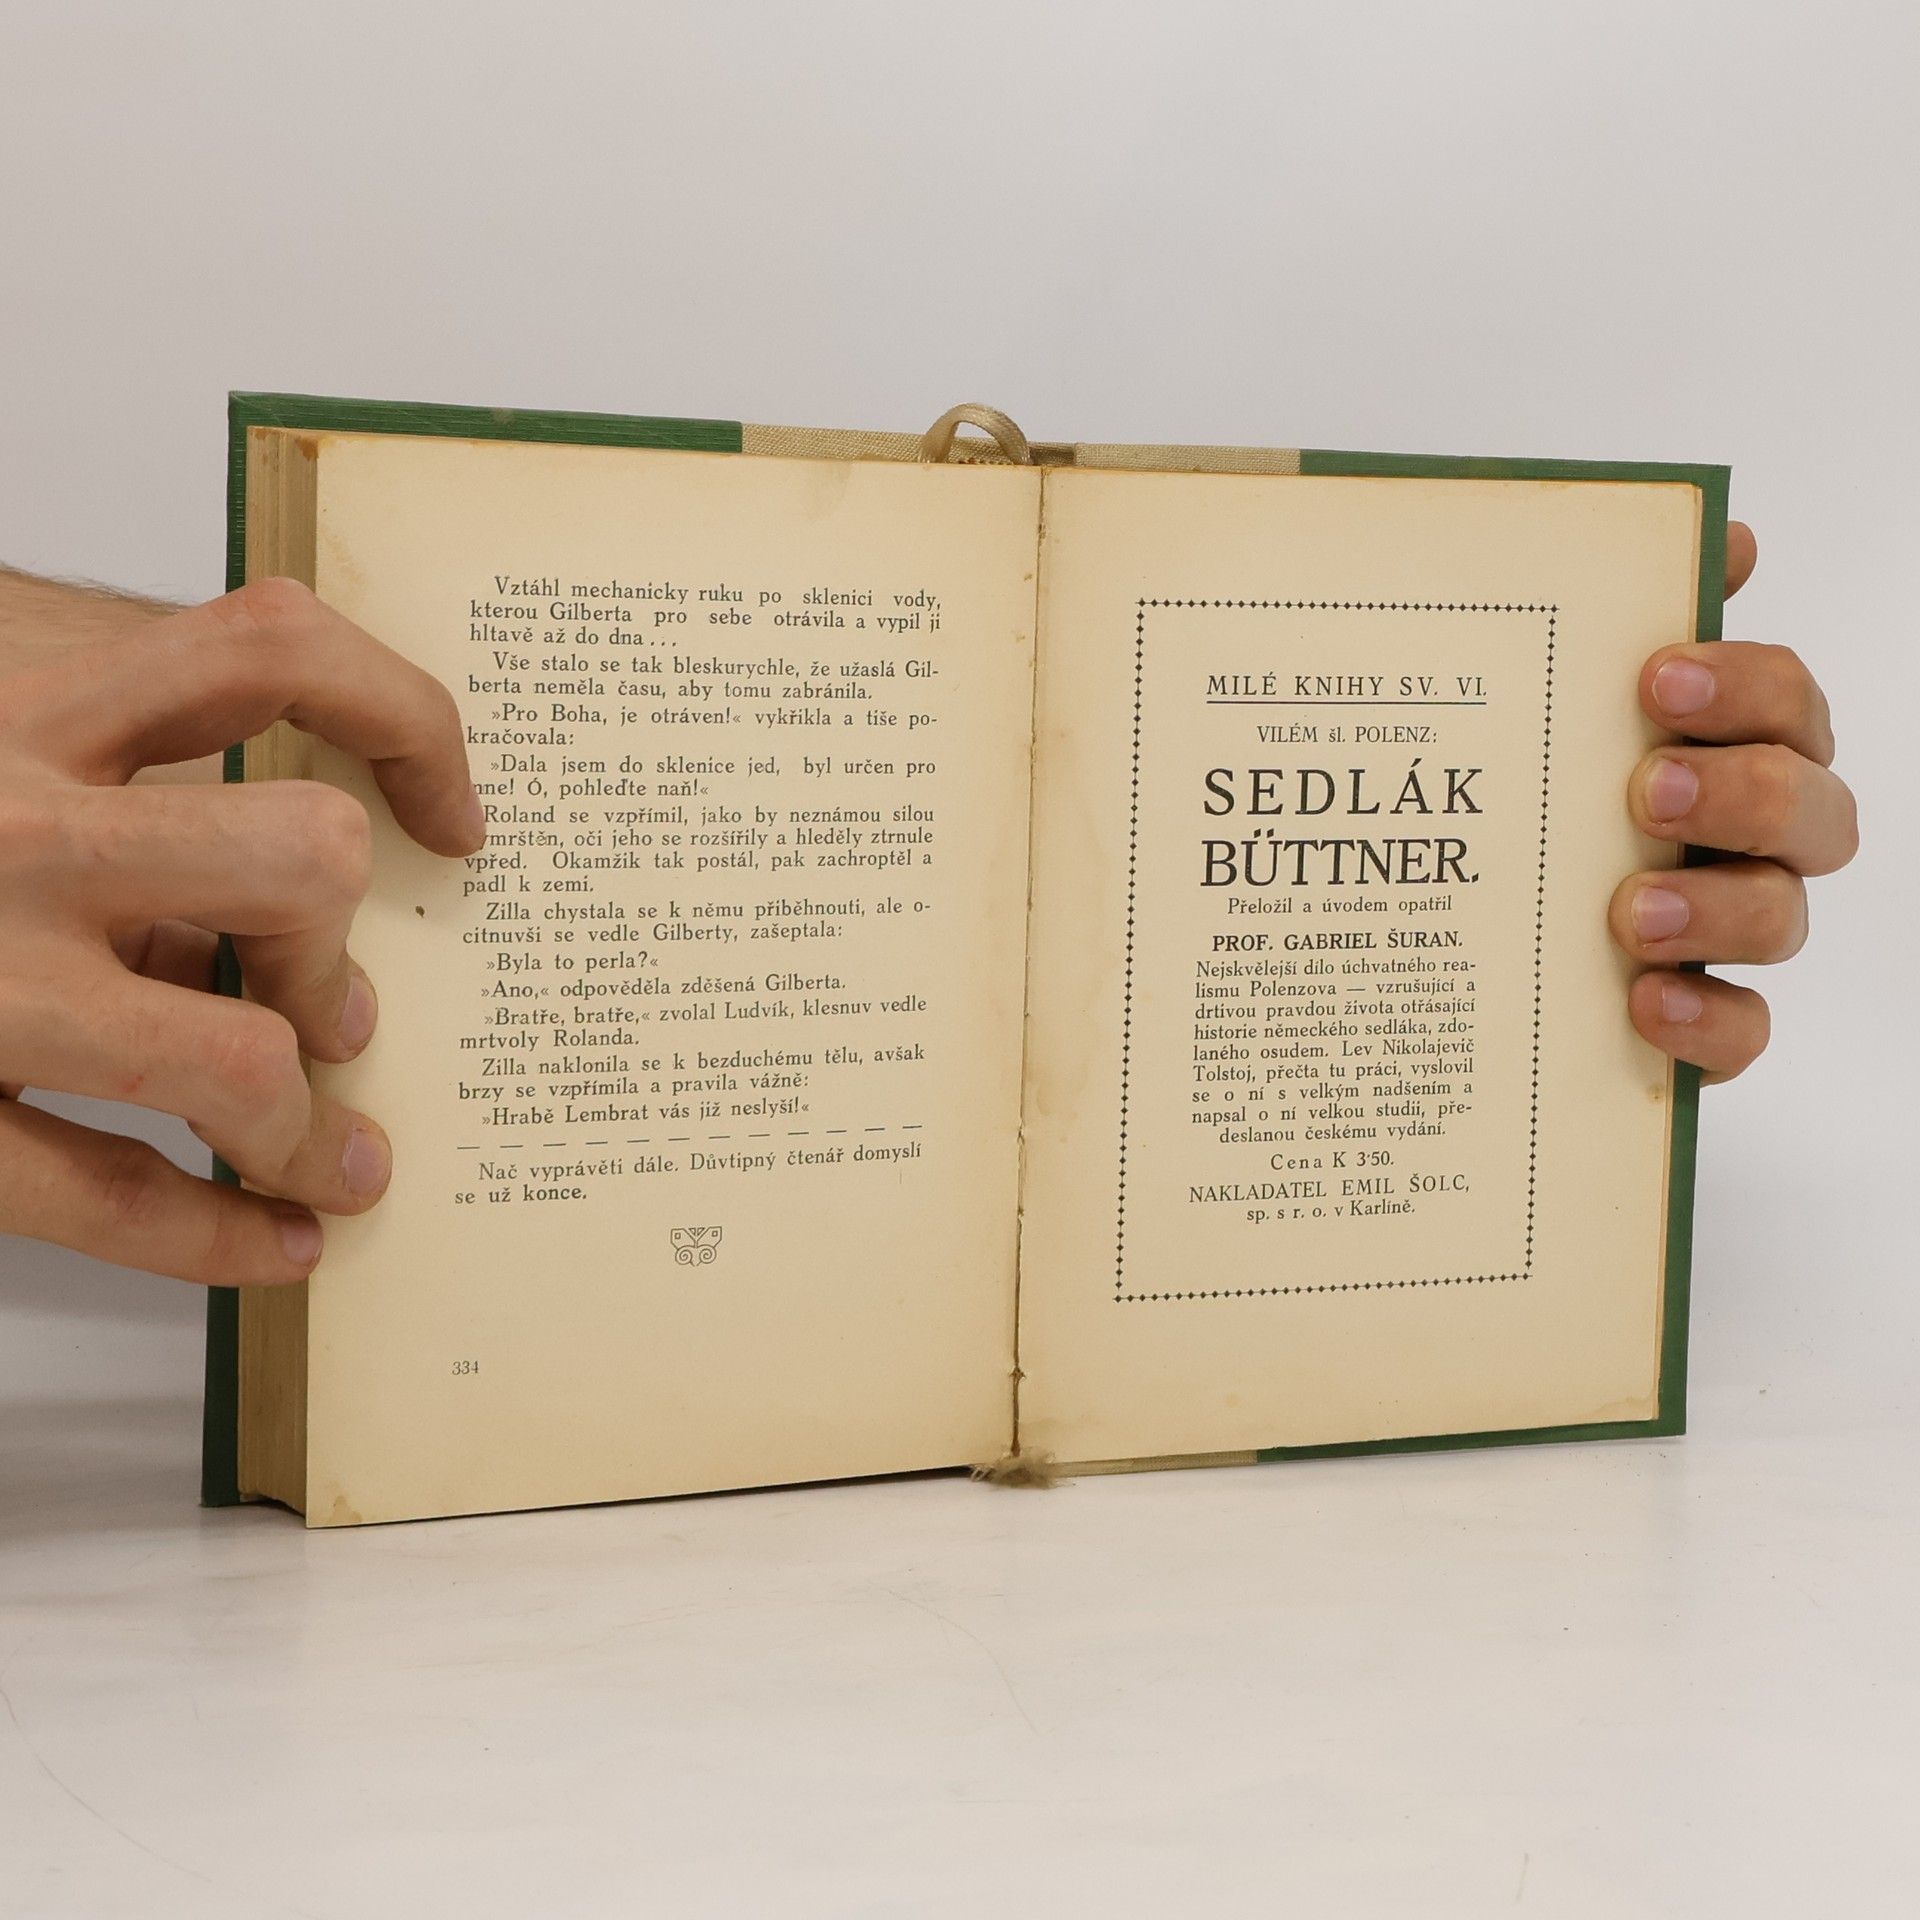 Vztáhl mechanicky ruku po sklenici vody,
kterou Gilberta pro sebe otrávila a vypil ji
hltavě až do dna...
Vše stalo se tak bleskurychle, že užaslá Gil-
berta neměla času, aby tomu zabránila.
»Pro Boha, je otráven!« vykřikla a tiše po-
kračovala:
»Dala jsem do sklenice jed, byl určen pro
mne! Ó, pohleďte naň!«
Roland se vzpřímil, jako by neznámou silou
oči jeho se rozšířily a hleděly ztrnule
vpřed. Okamžik tak postál, pak zachroptěl a
padl k zemi.
Zilla chystala se k němu přiběhnouti, ale o-
citnuvši se vedle Gilberty, zašeptala:
»Byla to perla?«
»Ano,« odpověděla zděšená Gilberta.
»Bratře, bratře,« zvolal Ludvík, klesnuv vedle
mrtvoly Rolanda.
Zilla naklonila se k bezduchému tělu, avšak
brzy se vzpřímila a pravila vážně:
»Hrabě Lembrat vás již neslyší!«
— — — — — — — — — — —
Nač vyprávěti dále. Důvtipný čtenář domyslí
se už konce.
334
MILÉ KNIHY SV. VI.
VILÉM šl. POLENZ:
SEDLÁK
BÜTTNER.
Přeložil a úvodem opatřil
PROF. GABRIEL ŠURAN.
Nejskvělejší dílo úchvatného rea-
lismu Polenzova — vzrušující a
drtivou pravdou života otřásající
historie německého sedláka, zdo-
laného osudem. Lev Nikolajevič
Tolstoj, přečta tu práci, vyslovil
se o ní s velkým nadšením a
napsal o ní velkou studii, pře-
deslanou českému vydání.
Cena K 3·50.
NAKLADATEL EMIL ŠOLC,
sp. s r. o. v Karlíně.